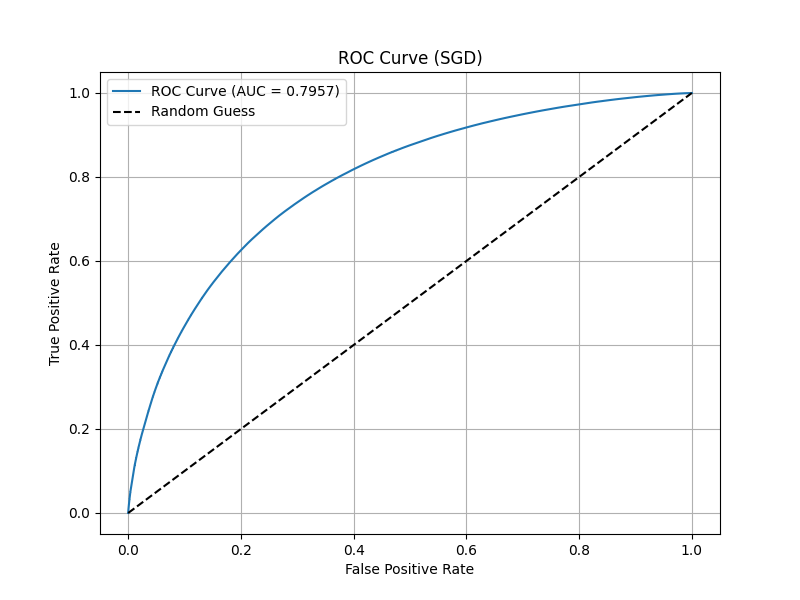 ROC Curve (SGD)
ROC Curve (AUC = 0.7957)
Random Guess
True Positive Rate
1.0
0.8
0.6
0.4
0.2
0.0
0.0 0.2 0.4 0.6 0.8 1.0
False Positive Rate